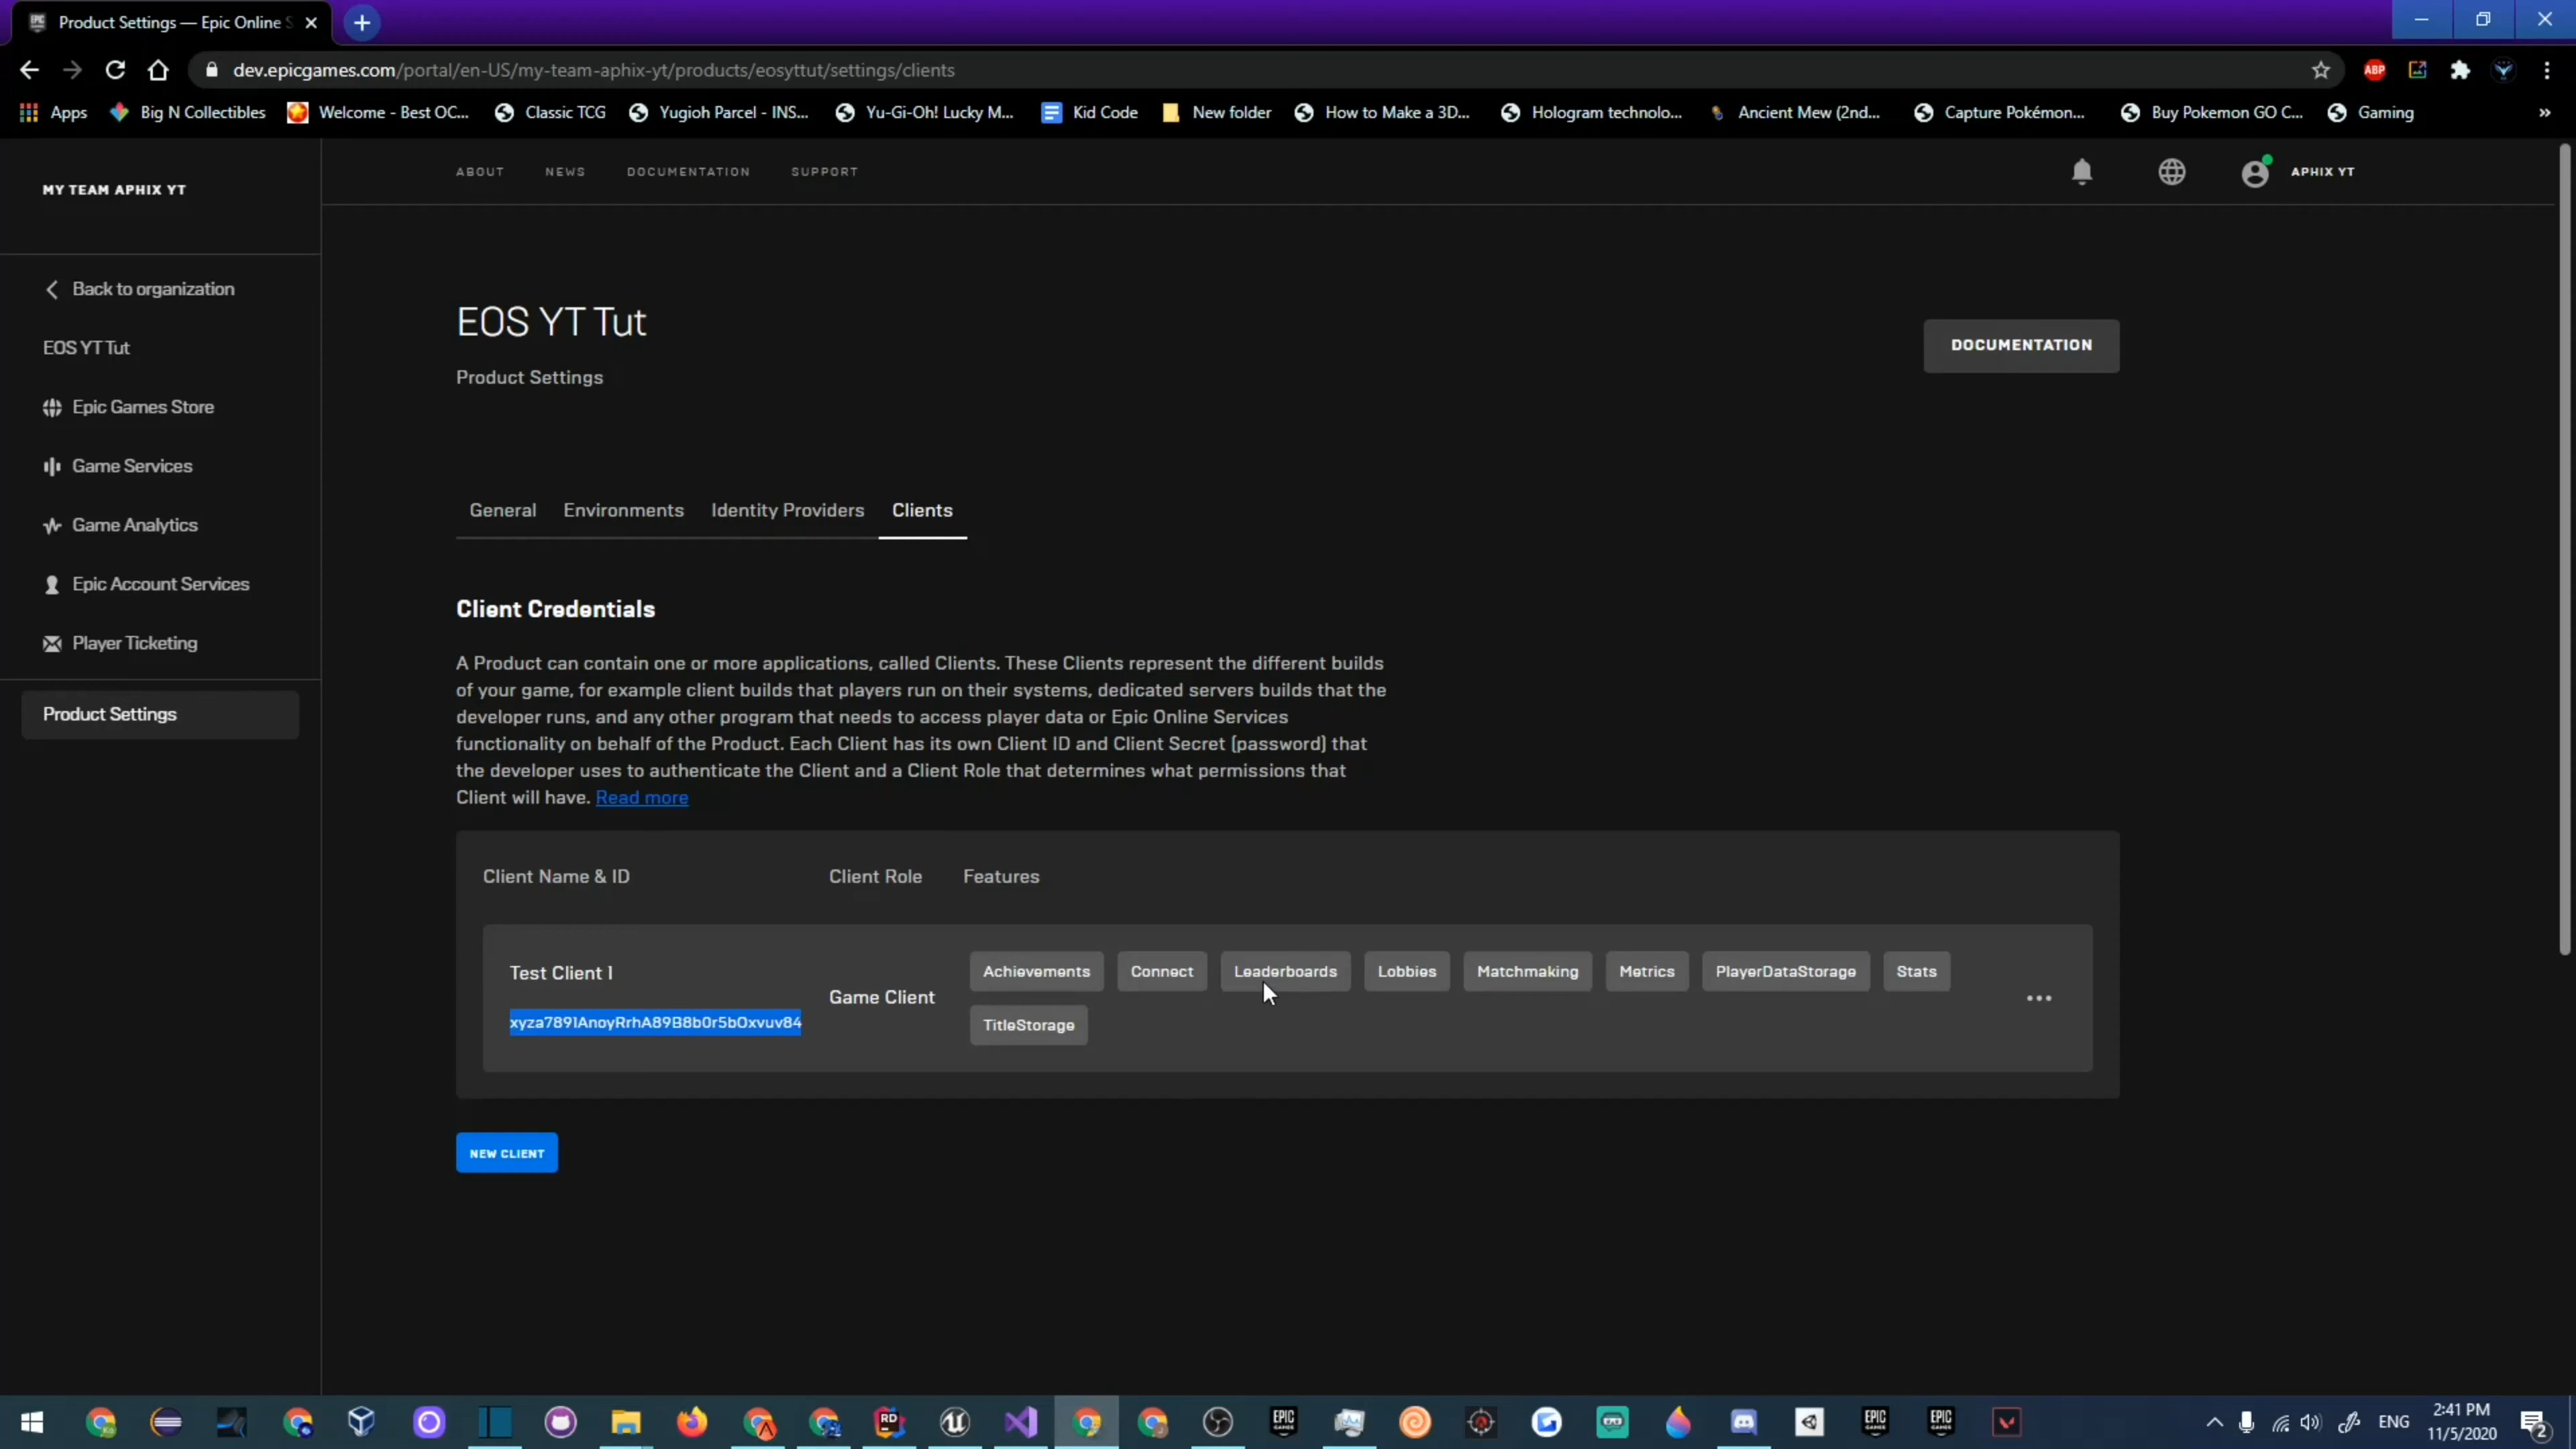 Product Settings — Epic Online S
dev.epicgames.com/portal/en-US/my-team-aphix-yt/products/eosyttut/settings/clients
ABP
Apps Big N Collectibles Welcome - Best OC... Classic TCG Yugioh Parcel - INS... Yu-Gi-Oh! Lucky M... Kid Code New folder How to Make a 3D... Hologram technolo... Ancient Mew (2nd... Capture Pokémon... Buy Pokemon GO C... Gaming »
MY TEAM APHIX YT
ABOUT NEWS DOCUMENTATION SUPPORT
APHIX YT
Back to organization
EOS YT Tut
Epic Games Store
Game Services
Game Analytics
Epic Account Services
Player Ticketing
Product Settings
EOS YT Tut
Product Settings
DOCUMENTATION
General Environments Identity Providers Clients
Client Credentials
A Product can contain one or more applications, called Clients. These Clients represent the different builds
of your game, for example client builds that players run on their systems, dedicated servers builds that the
developer runs, and any other program that needs to access player data or Epic Online Services
functionality on behalf of the Product. Each Client has its own Client ID and Client Secret (password) that
the developer uses to authenticate the Client and a Client Role that determines what permissions that
Client will have. Read more
Client Name & ID Client Role Features
Test Client 1
xyza7891AnoyRrhA89B8b0r5bOxvuv84
Game Client
Achievements Connect Leaderboards Lobbies Matchmaking Metrics PlayerDataStorage Stats
TitleStorage
NEW CLIENT
RD
EPIC GAMES
EPIC GAMES
EPIC GAMES
ENG
2:41 PM
11/5/2020
2